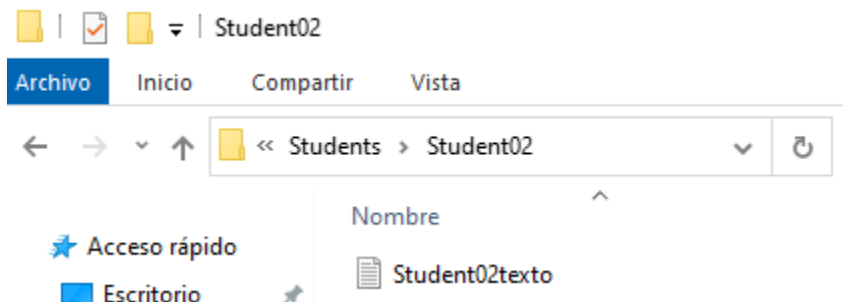 Student02
Archivo Inicio Compartir Vista
« Students > Student02
Nombre
Acceso rápido
Student02texto
Escritorio